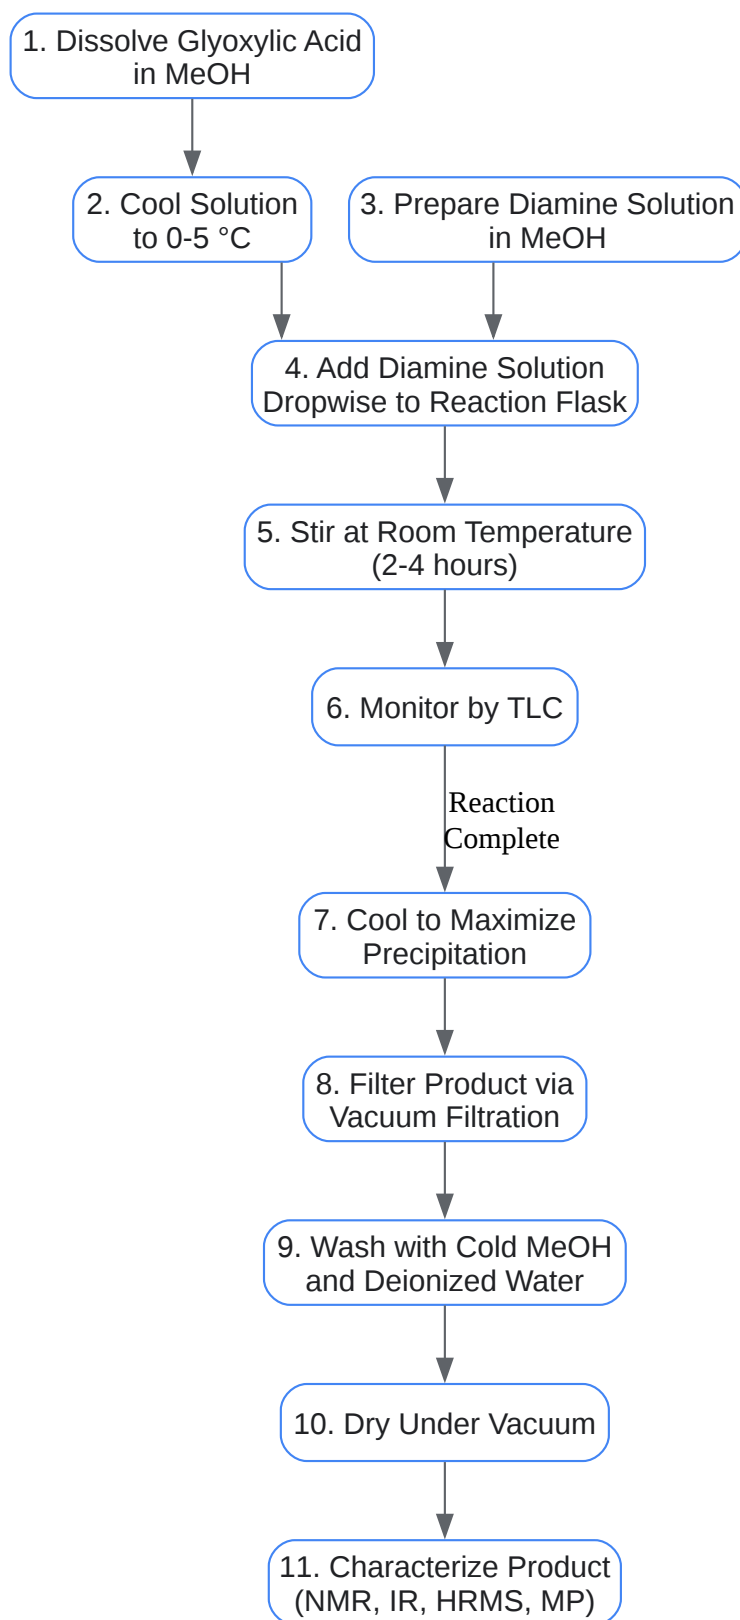 1. Dissolve Glyoxylic Acid
in MeOH
2. Cool Solution
to 0-5 °C
3. Prepare Diamine Solution
in MeOH
4. Add Diamine Solution
Dropwise to Reaction Flask
5. Stir at Room Temperature
(2-4 hours)
6. Monitor by TLC
Reaction
Complete
7. Cool to Maximize
Precipitation
8. Filter Product via
Vacuum Filtration
9. Wash with Cold MeOH
and Deionized Water
10. Dry Under Vacuum
11. Characterize Product
(NMR, IR, HRMS, MP)